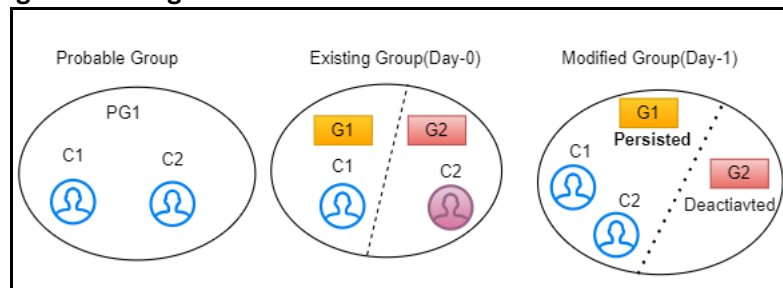 Probable Group
PG1
C1
C2
Existing Group(Day-0)
G1
G2
C1
C2
Modified Group(Day-1)
G1
Persisted
C1
G2
C2
Deactiavted